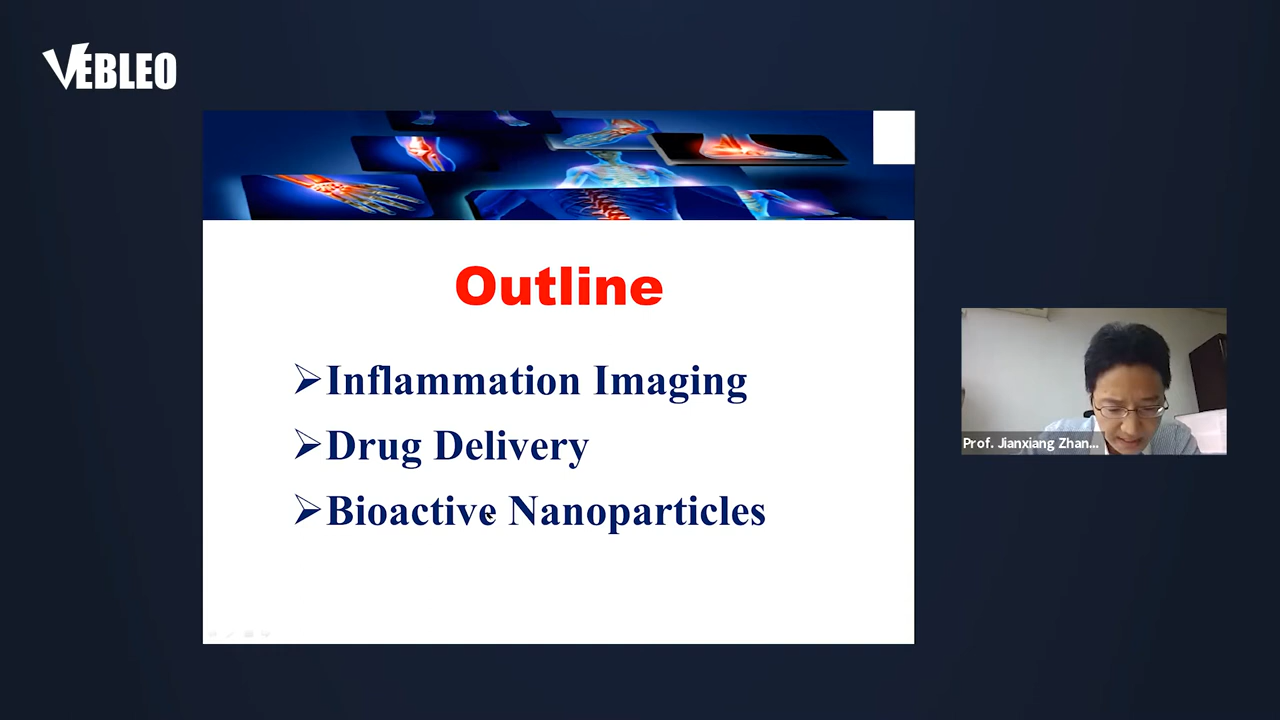 VEBLEO
Outline
➢Inflammation Imaging
➢Drug Delivery
➢Bioactive Nanoparticles
Prof. Jianxiang Zhan...